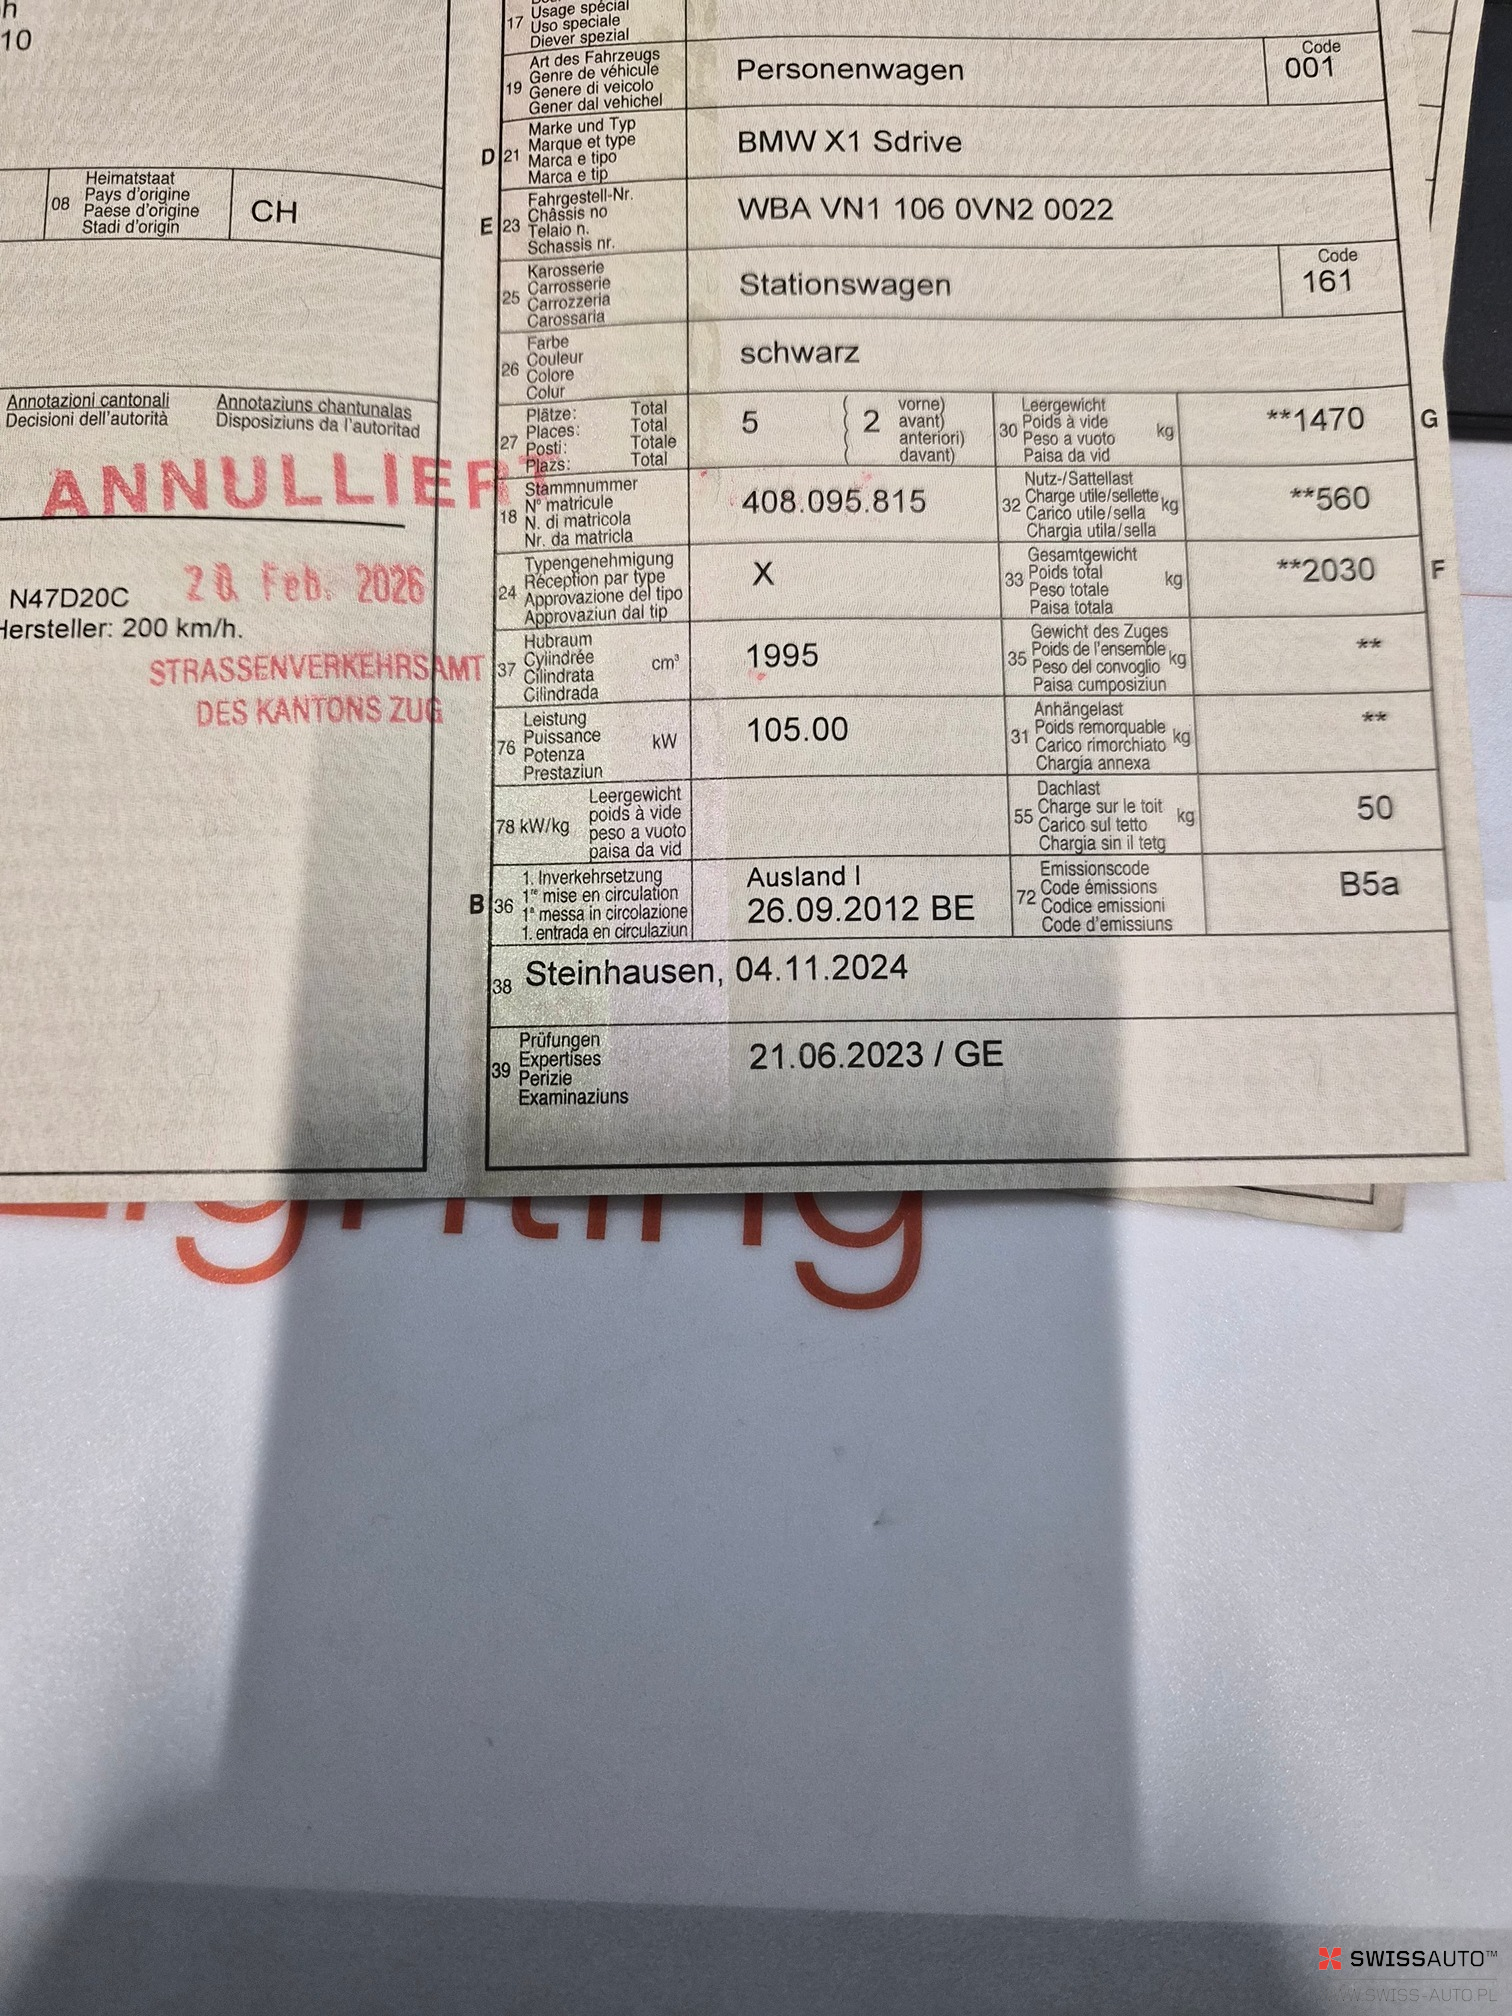 10
08 Heimatstaat
Pays d'origine
Paese d'origine
Stadi d'origin
CH
Annotazioni cantonali
Decisioni dell'autorità
Annotaziuns chantunalas
Disposiziuns da l'autoritad
ANNULLIERT
N47D20C
20. Feb. 2026
Hersteller: 200 km/h.
STRASSENVERKEHRSAMT
DES KANTONS ZUG
17 Usage spécial
Uso speciale
Diever spezial
19 Art des Fahrzeugs
Genre de véhicule
Genere di veicolo
Gener dal vehichel
Personenwagen
Code
001
D 21 Marke und Typ
Marque et type
Marca e tipo
Marca e tip
BMW X1 Sdrive
E 23 Fahrgestell-Nr.
Châssis no
Telaio n.
Schassis nr.
WBA VN1 106 0VN2 0022
25 Karosserie
Carrosserie
Carrozzeria
Carossaria
Stationswagen
Code
161
26 Farbe
Couleur
Colore
Colur
schwarz
27 Plätze: Total
Places: Total
Posti: Totale
Plazs: Total
5 ( 2 vorne)
avant)
anteriori)
davant)
30 Leergewicht
Poids à vide
Peso a vuoto
Paisa da vid
kg
**1470 G
18 Stammnummer
N° matricule
N. di matricola
Nr. da matricla
408.095.815
32 Nutz-/Sattellast
Charge utile/sellette
Carico utile/sella
Chargia utila/sella
kg
**560
24 Typengenehmigung
Réception par type
Approvazione del tipo
Approvaziun dal tip
X
33 Gesamtgewicht
Poids total
Peso totale
Paisa totala
kg
**2030 F
37 Hubraum
Cylindrée
Cilindrata
Cilindrada
cm³
1995
35 Gewicht des Zuges
Poids de l'ensemble
Peso del convoglio
Paisa cumposiziun
kg
**
76 Leistung
Puissance
Potenza
Prestaziun
kW
105.00
31 Anhängelast
Poids remorquable
Carico rimorchiato
Chargia annexa
kg
**
78 kW/kg Leergewicht
poids à vide
peso a vuoto
paisa da vid
55 Dachlast
Charge sur le toit
Carico sul tetto
Chargia sin il tetg
kg
50
B 36 1. Inverkehrsetzung
1re mise en circulation
1a messa in circolazione
1. entrada en circulaziun
Ausland I
26.09.2012 BE
72 Emissionscode
Code émissions
Codice emissioni
Code d'emissiuns
B5a
38 Steinhausen, 04.11.2024
39 Prüfungen
Expertises
Perizie
Examinaziuns
21.06.2023 / GE
Lighting
SWISSAUTO™
WWW.SWISS-AUTO.PL